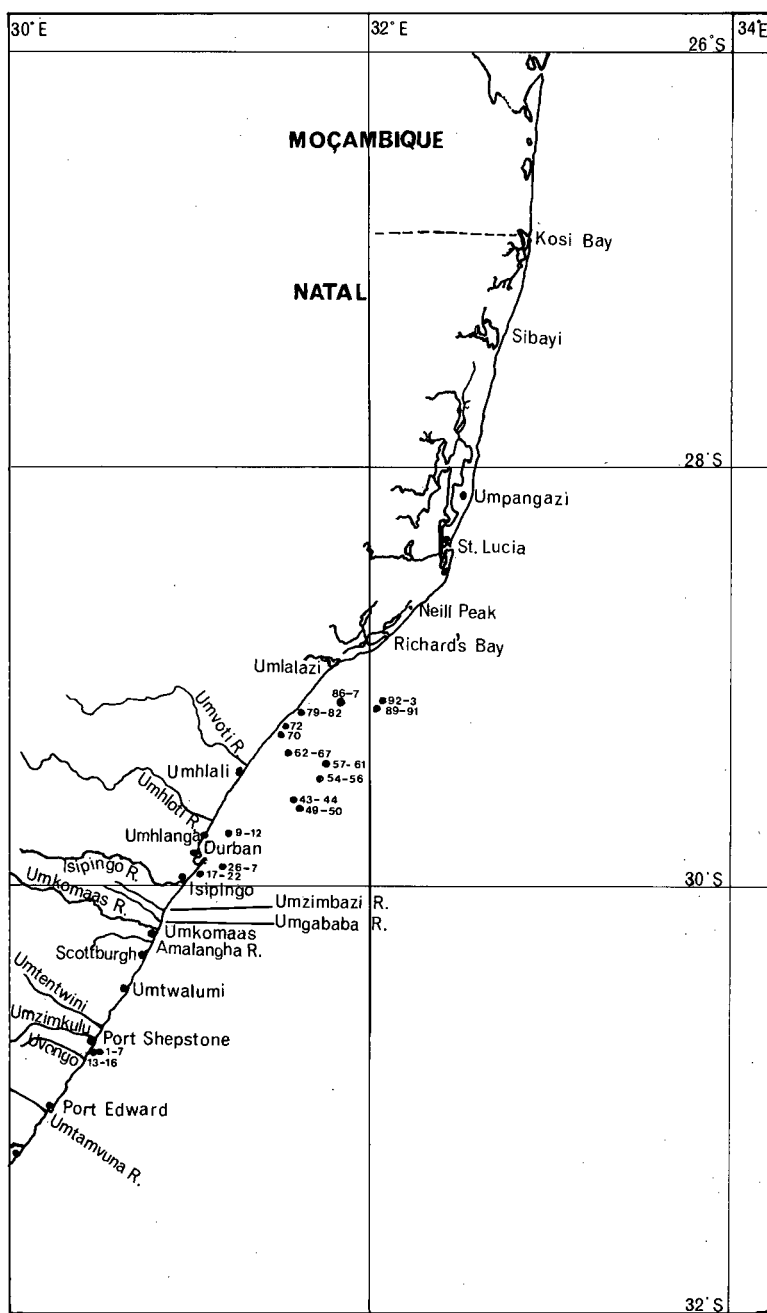 30°E
32°E
34°E
26°S
MOÇAMBIQUE
Kosi Bay
NATAL
Sibayi
28°S
Umpangazi
St. Lucia
Neill Peak
Richard's Bay
Umlalazi
86-7
92-3
89-91
79-82
72
70
Umvoti R.
62-67
57-61
Umhlali
54-56
43-44
49-50
Umhloti R.
9-12
Umhlanga
Durban
Isipingo R.
26-7
17-22
Isipingo
30°S
Umkomaas R.
Umzimbazi R.
Umgababa R.
Umkomaas
Amalangha R.
Scottburgh
Umtwalumi
Umtentwini
Umzimkulu
Port Shepstone
Uvongo
1-7
13-16
Port Edward
Umtamvuna R.
32°S